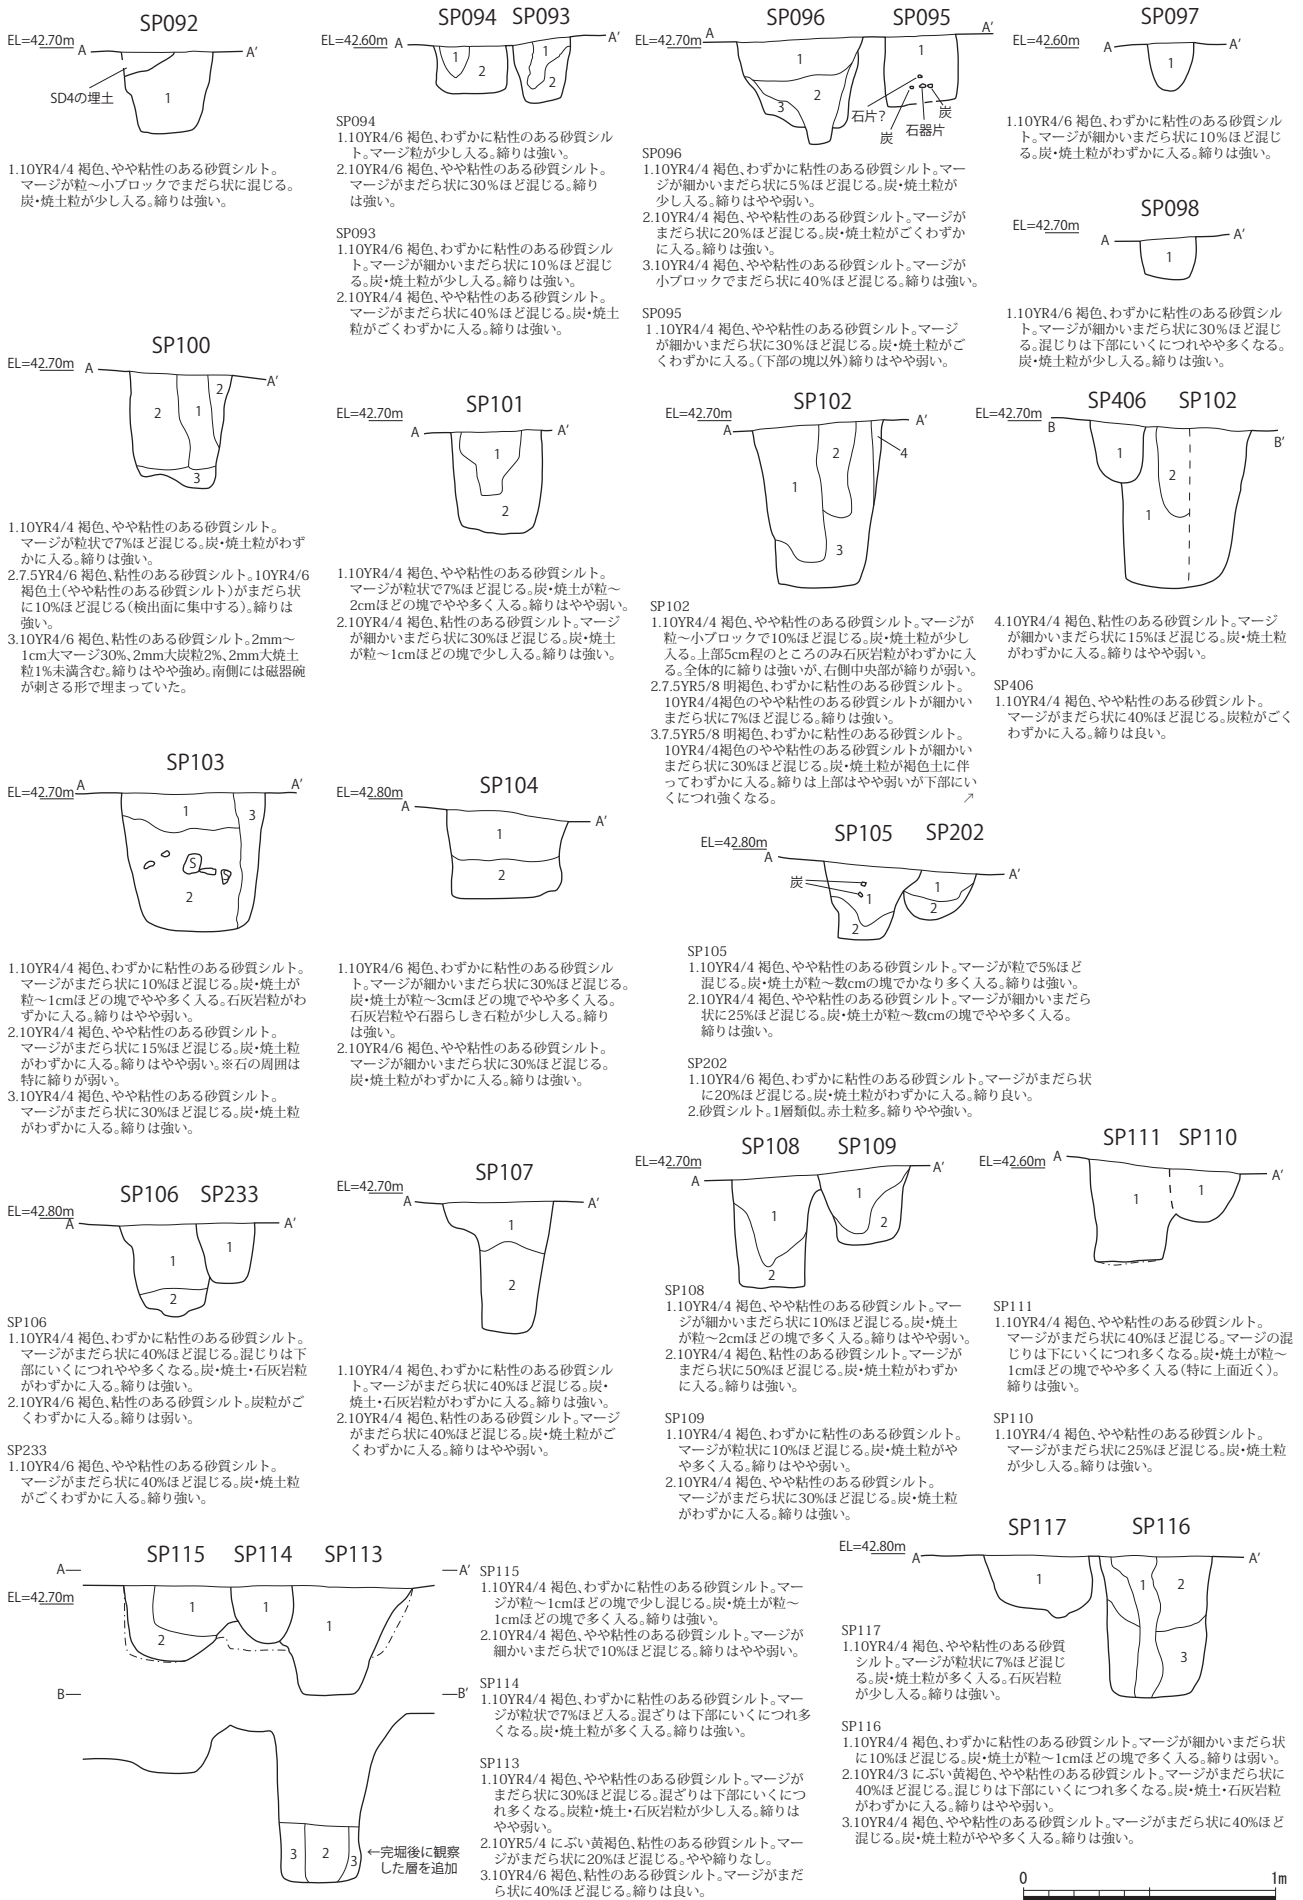 SP092
EL=42.70m A A’
SD4の埋土
1
1.10YR4/4 褐色、やや粘性のある砂質シルト。
マージが粒～小ブロックでまだら状に混じる。
炭・焼土粒が少し入る。締りは強い。
SP094 SP093
EL=42.60m A A’
1 2 1 2
SP094
1.10YR4/6 褐色、わずかに粘性のある砂質シル
ト。マージ粒が少し入る。締りは強い。
2.10YR4/6 褐色、やや粘性のある砂質シルト。
マージがまだら状に30％ほど混じる。締り
は強い。
SP093
1.10YR4/6 褐色、わずかに粘性のある砂質シル
ト。マージが細かいまだら状に10％ほど混じ
る。炭・焼土粒が少し入る。締りは強い。
2.10YR4/4 褐色、やや粘性のある砂質シルト。
マージがまだら状に40％ほど混じる。炭・焼土
粒がごくわずかに入る。締りは強い。
SP096 SP095
EL=42.70m A A’
1 2 3 1
石片？ 炭 石器片 炭
SP096
1.10YR4/4 褐色、わずかに粘性のある砂質シルト。マー
ジが細かいまだら状に5％ほど混じる。炭・焼土粒が
少し入る。締りはやや弱い。
2.10YR4/4 褐色、やや粘性のある砂質シルト。マージが
まだら状に20％ほど混じる。炭・焼土粒がごくわずか
に入る。締りは強い。
3.10YR4/4 褐色、やや粘性のある砂質シルト。マージが
小ブロックでまだら状に40％ほど混じる。締りは強い。
SP095
1.10YR4/4 褐色、やや粘性のある砂質シルト。マージ
が細かいまだら状に30％ほど混じる。炭・焼土粒がご
くわずかに入る。（下部の塊以外）締りはやや弱い。
SP097
EL=42.60m A A’
1
1.10YR4/6 褐色、わずかに粘性のある砂質シル
ト。マージが細かいまだら状に10％ほど混じ
る。炭・焼土粒がわずかに入る。締りは強い。
SP098
EL=42.70m A A’
1
1.10YR4/6 褐色、わずかに粘性のある砂質シル
ト。マージが細かいまだら状に30％ほど混じ
る。混じりは下部にいくにつれやや多くなる。
炭・焼土粒が少し入る。締りは強い。
SP100
EL=42.70m A A’
2 1 2 3
1.10YR4/4 褐色、やや粘性のある砂質シルト。
マージが粒状で7％ほど混じる。炭・焼土粒がわず
かに入る。締りは強い。
2.7.5YR4/6 褐色、粘性のある砂質シルト。10YR4/6
褐色土（やや粘性のある砂質シルト）がまだら状
に10％ほど混じる（検出面に集中する）。締りは
強い。
3.10YR4/6 褐色、粘性のある砂質シルト。2mm～
1cm大マージ30％、2mm大炭粒2％、2mm大焼土
粒1％未満含む。締りはやや強め。南側には磁器碗
が刺さる形で埋まっていた。
SP101
EL=42.70m A A’
1 2
1.10YR4/4 褐色、やや粘性のある砂質シルト。
マージが粒状で7％ほど混じる。炭・焼土が粒～
2cmほどの塊でやや多く入る。締りはやや弱い。
2.10YR4/4 褐色、やや粘性のある砂質シルト。マージ
が細かいまだら状に30％ほど混じる。炭・焼土
が粒～1cmほどの塊で少し入る。締りは強い。
SP102
EL=42.70m A A’
1 2 3 4
SP102
1.10YR4/4 褐色、やや粘性のある砂質シルト。マージが
粒～小ブロックで10％ほど混じる。炭・焼土粒が少し
入る。上部5cm程のところのみ石灰岩粒がわずかに入
る。全体的に締りは強いが、右側中央部が締りが弱い。
2.7.5YR5/8 明褐色、わずかに粘性のある砂質シルト。
10YR4/4褐色のやや粘性のある砂質シルトが細かい
まだら状に7％ほど混じる。締りは強い。
3.7.5YR5/8 明褐色、わずかに粘性のある砂質シルト。
10YR4/4褐色のやや粘性のある砂質シルトが細かい
まだら状に30％ほど混じる。炭・焼土粒が褐色土に伴
ってわずかに入る。締りは上部はやや弱いが下部にい
くにつれ強くなる。 ↗
SP406 SP102
EL=42.70m B B’
1 2 1
4.10YR4/4 褐色、やや粘性のある砂質シルト。マージ
が細かいまだら状に15％ほど混じる。炭・焼土粒
がわずかに入る。締りはやや弱い。
SP406
1.10YR4/4 褐色、やや粘性のある砂質シルト。
マージがまだら状に40％ほど混じる。炭粒がごく
わずかに入る。締りは良い。
SP103
EL=42.70m A A’
1 3 S S 2
1.10YR4/4 褐色、わずかに粘性のある砂質シルト。
マージがまだら状に10％ほど混じる。炭・焼土が
粒～1cmほどの塊でやや多く入る。石灰岩粒がわ
ずかに入る。締りはやや弱い。
2.10YR4/4 褐色、やや粘性のある砂質シルト。
マージがまだら状に15％ほど混じる。炭・焼土粒
がわずかに入る。締りはやや弱い。※石の周囲は
特に締りが弱い。
3.10YR4/4 褐色、やや粘性のある砂質シルト。
マージがまだら状に30％ほど混じる。炭・焼土粒
がわずかに入る。締りは強い。
SP104
EL=42.80m A A’
1 2
1.10YR4/6 褐色、わずかに粘性のある砂質シル
ト。マージが細かいまだら状に30％ほど混じる。
炭・焼土が粒～3cmほどの塊でやや多く入る。
石灰岩粒や石器らしき石粒が少し入る。締り
は強い。
2.10YR4/6 褐色、やや粘性のある砂質シルト。
マージが細かいまだら状に30％ほど混じる。
炭・焼土粒がわずかに入る。締りは強い。
SP105 SP202
EL=42.80m A A’
炭 1 2 1 2
SP105
1.10YR4/4 褐色、やや粘性のある砂質シルト。マージが粒で5％ほど
混じる。炭・焼土が粒～数cmの塊でかなり多く入る。締りは強い。
2.10YR4/4 褐色、やや粘性のある砂質シルト。マージが細かいまだら
状に25％ほど混じる。炭・焼土が粒～数cmの塊でやや多く入る。
締りは強い。
SP202
1.10YR4/6 褐色、わずかに粘性のある砂質シルト。マージがまだら状
に20％ほど混じる。炭・焼土粒がわずかに入る。締り良い。
2.砂質シルト。1層類似。赤土粒多。締りやや強い。
SP106 SP233
EL=42.80m A A’
1 2 1
SP106
1.10YR4/4 褐色、わずかに粘性のある砂質シルト。
マージがまだら状に40％ほど混じる。混じりは下
部にいくにつれやや多くなる。炭・焼土・石灰岩粒
がわずかに入る。締りは強い。
2.10YR4/6 褐色、粘性のある砂質シルト。炭粒がご
くわずかに入る。締りは弱い。
SP233
1.10YR4/6 褐色、やや粘性のある砂質シルト。
マージがまだら状に40％ほど混じる。炭・焼土粒
がごくわずかに入る。締り強い。
SP107
EL=42.70m A A’
1 2
1.10YR4/4 褐色、わずかに粘性のある砂質シル
ト。マージがまだら状に40％ほど混じる。炭・
焼土・石灰岩粒がわずかに入る。締りは強い。
2.10YR4/4 褐色、粘性のある砂質シルト。マージ
がまだら状に40％ほど混じる。炭・焼土粒がご
くわずかに入る。締りはやや弱い。
SP108 SP109
EL=42.70m A A’
1 2 1 2
SP108
1.10YR4/4 褐色、やや粘性のある砂質シルト。マー
ジが細かいまだら状に10％ほど混じる。炭・焼土
が粒～2cmほどの塊で多く入る。締りはやや弱い。
2.10YR4/4 褐色、粘性のある砂質シルト。マージが
まだら状に50％ほど混じる。炭・焼土粒がわずか
に入る。締りは強い。
SP109
1.10YR4/4 褐色、わずかに粘性のある砂質シルト。
マージが粒状に10％ほど混じる。炭・焼土粒がや
や多く入る。締りはやや弱い。
2.10YR4/4 褐色、やや粘性のある砂質シルト。
マージがまだら状に30％ほど混じる。炭・焼土粒
がわずかに入る。締りは強い。
SP111 SP110
EL=42.60m A A’
1 1
SP111
1.10YR4/4 褐色、やや粘性のある砂質シルト。
マージがまだら状に40％ほど混じる。マージの混
じりは下にいくにつれ多くなる。炭・焼土が粒～
1cmほどの塊でやや多く入る（特に上面近く）。
締りは強い。
SP110
1.10YR4/4 褐色、やや粘性のある砂質シルト。
マージがまだら状に25％ほど混じる。炭・焼土粒
が少し入る。締りは強い。
SP115 SP114 SP113
A A’
EL=42.70m
1 2 1 1
B B’
3 2 3
←完堀後に観察
した層を追加
SP115
1.10YR4/4 褐色、わずかに粘性のある砂質シルト。マー
ジが粒～1cmほどの塊で少し混じる。炭・焼土が粒～
1cmほどの塊で多く入る。締りは強い。
2.10YR4/4 褐色、やや粘性のある砂質シルト。マージが
細かいまだら状で10％ほど混じる。締りはやや弱い。
SP114
1.10YR4/4 褐色、わずかに粘性のある砂質シルト。マー
ジが粒状で7％ほど入る。混ざりは下部にいくにつれ多
くなる。炭・焼土粒が多く入る。締りは強い。
SP113
1.10YR4/4 褐色、やや粘性のある砂質シルト。マージが
まだら状に30％ほど混じる。混ざりは下部にいくにつ
れ多くなる。炭粒・焼土・石灰岩粒が少し入る。締りは
やや弱い。
2.10YR5/4 にぶい黄褐色、粘性のある砂質シルト。マー
ジがまだら状に20％ほど混じる。やや締りなし。
3.10YR4/6 褐色、粘性のある砂質シルト。マージがまだ
ら状に40％ほど混じる。締りは良い。
SP117 SP116
EL=42.80m A A’
1 1 2 3
SP117
1.10YR4/4 褐色、やや粘性のある砂質
シルト。マージが粒状に7％ほど混じ
る。炭・焼土粒が多く入る。石灰岩粒
が少し入る。締りは強い。
SP116
1.10YR4/4 褐色、わずかに粘性のある砂質シルト。マージが細かいまだら状
に10％ほど混じる。炭・焼土が粒～1cmほどの塊で多く入る。締りは弱い。
2.10YR4/3 にぶい黄褐色、やや粘性のある砂質シルト。マージがまだら状に
40％ほど混じる。混じりは下部にいくにつれ多くなる。炭・焼土・石灰岩粒
がわずかに入る。締りはやや弱い。
3.10YR4/4 褐色、やや粘性のある砂質シルト。マージがまだら状に40％ほど
混じる。炭・焼土粒がやや多く入る。締りは強い。
0 1m